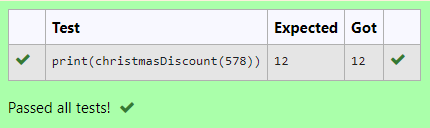 Test Expected Got
print(christmasDiscount(578)) 12 12
Passed all tests!